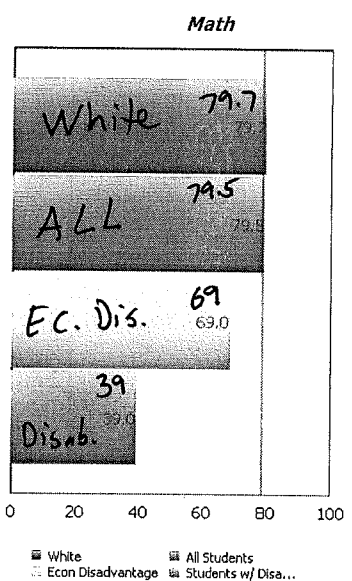 Math
White 79.7
79.7
ALL 79.5
79.5
Ec. Dis. 69
69.0
39
39.0
Disab.
0 20 40 60 80 100
White All Students
Econ Disadvantage Students w/ Disa...